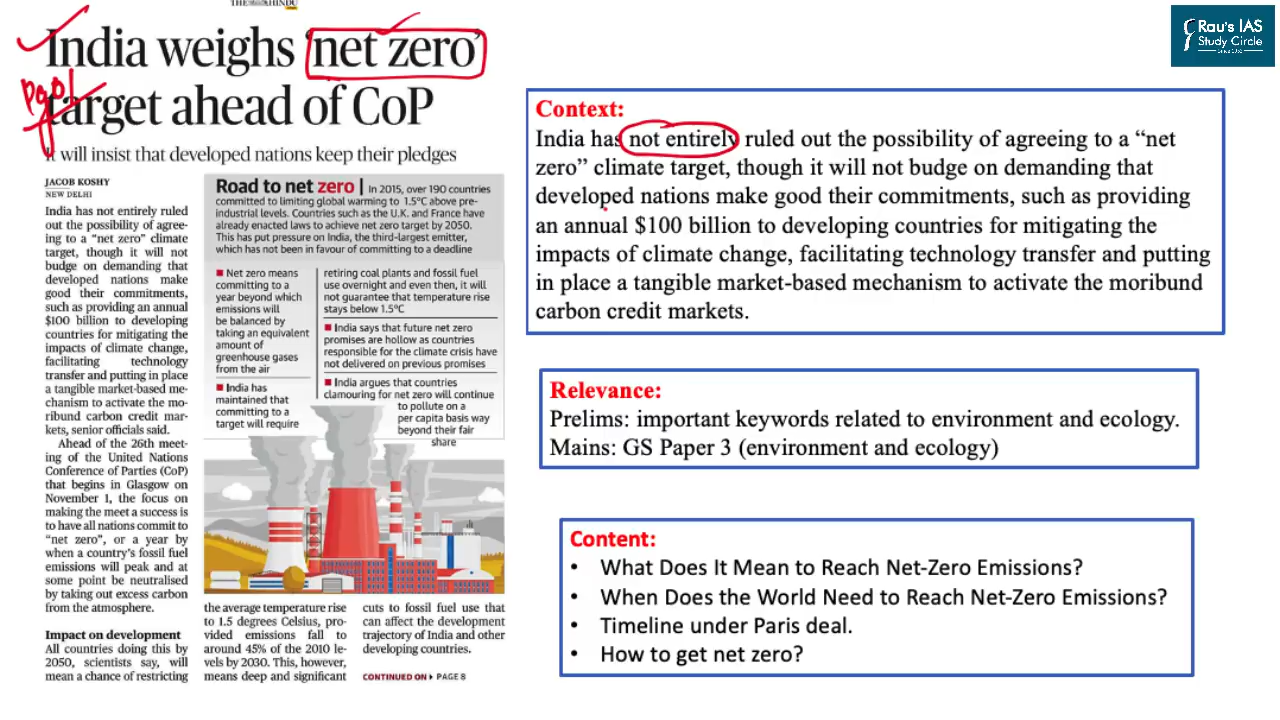 THE HINDU
India weighs 'net zero'
target ahead of CoP
It will insist that developed nations keep their pledges
JACOB KOSHY
NEW DELHI
India has not entirely ruled
out the possibility of agree-
ing to a “net zero” climate
target, though it will not
budge on demanding that
developed nations make
good their commitments,
such as providing an annual
$100 billion to developing
countries for mitigating the
impacts of climate change,
facilitating technology
transfer and putting in place
a tangible market-based me-
chanism to activate the mo-
ribund carbon credit mar-
kets, senior officials said.
Ahead of the 26th meet-
ing of the United Nations
Conference of Parties (CoP)
that begins in Glasgow on
November 1, the focus on
making the meet a success is
to have all nations commit to
“net zero”, or a year by
when a country’s fossil fuel
emissions will peak and at
some point be neutralised
by taking out excess carbon
from the atmosphere.
Impact on development
All countries doing this by
2050, scientists say, will
mean a chance of restricting
Road to net zero | In 2015, over 190 countries
committed to limiting global warming to 1.5°C above pre-
industrial levels. Countries such as the U.K. and France have
already enacted laws to achieve net zero target by 2050.
This has put pressure on India, the third-largest emitter,
which has not been in favour of committing to a deadline
■ Net zero means
committing to a
year beyond which
emissions will
be balanced by
taking an equivalent
amount of
greenhouse gases
from the air
■ India has
maintained that
committing to a
target will require
retiring coal plants and fossil fuel
use overnight and even then, it will
not guarantee that temperature rise
stays below 1.5°C
■ India says that future net zero
promises are hollow as countries
responsible for the climate crisis have
not delivered on previous promises
■ India argues that countries
clamouring for net zero will continue
to pollute on a
per capita basis way
beyond their fair
share
the average temperature rise
to 1.5 degrees Celsius, pro-
vided emissions fall to
around 45% of the 2010 le-
vels by 2030. This, however,
means deep and significant
cuts to fossil fuel use that
can affect the development
trajectory of India and other
developing countries.
CONTINUED ON ▸ PAGE 8
Rau's IAS
Study Circle
Since 1953
Context:
India has not entirely ruled out the possibility of agreeing to a “net
zero” climate target, though it will not budge on demanding that
developed nations make good their commitments, such as providing
an annual $100 billion to developing countries for mitigating the
impacts of climate change, facilitating technology transfer and putting
in place a tangible market-based mechanism to activate the moribund
carbon credit markets.
Relevance:
Prelims: important keywords related to environment and ecology.
Mains: GS Paper 3 (environment and ecology)
Content:
• What Does It Mean to Reach Net-Zero Emissions?
• When Does the World Need to Reach Net-Zero Emissions?
• Timeline under Paris deal.
• How to get net zero?